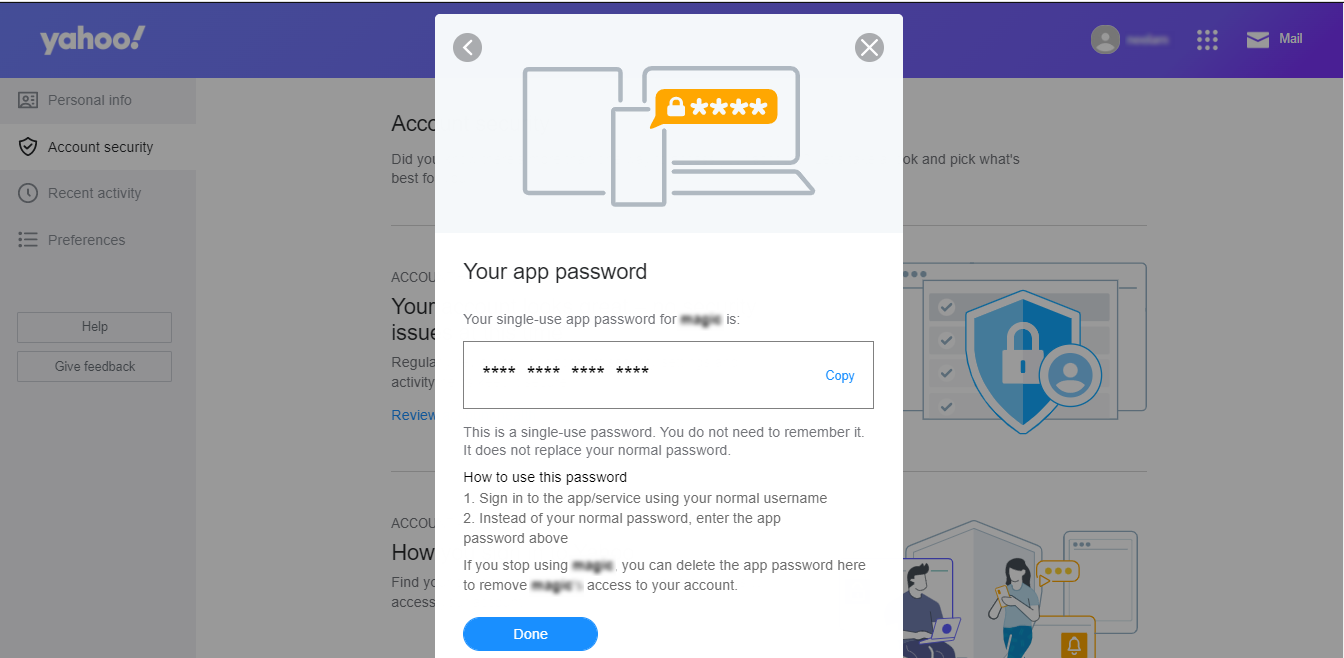 yahoo!
Mail
Personal info
Account security
Recent activity
Preferences
Help
Give feedback
Acco
Did you
ok and pick what's
best fo
ACCOU
Your
issue
Regula
activity
Review
ACCOU
How
Find yo
access
****
Your app password
Your single-use app password for magic is:
**** **** **** ****
Copy
This is a single-use password. You do not need to remember it.
It does not replace your normal password.
How to use this password
1. Sign in to the app/service using your normal username
2. Instead of your normal password, enter the app
password above
If you stop using magic, you can delete the app password here
to remove magic's access to your account.
Done